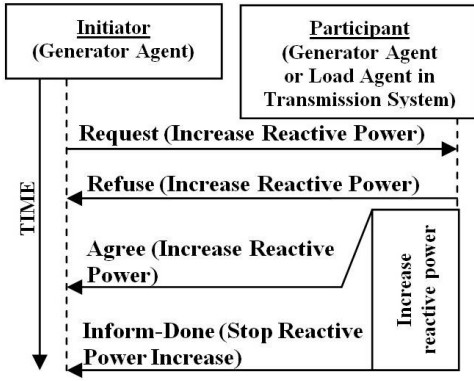 Initiator
(Generator Agent)
Participant
(Generator Agent
or Load Agent in
Transmission System)
Request (Increase Reactive Power)
Refuse (Increase Reactive Power)
TIME
Agree (Increase Reactive
Power)
Increase
reactive power
Inform-Done (Stop Reactive
Power Increase)